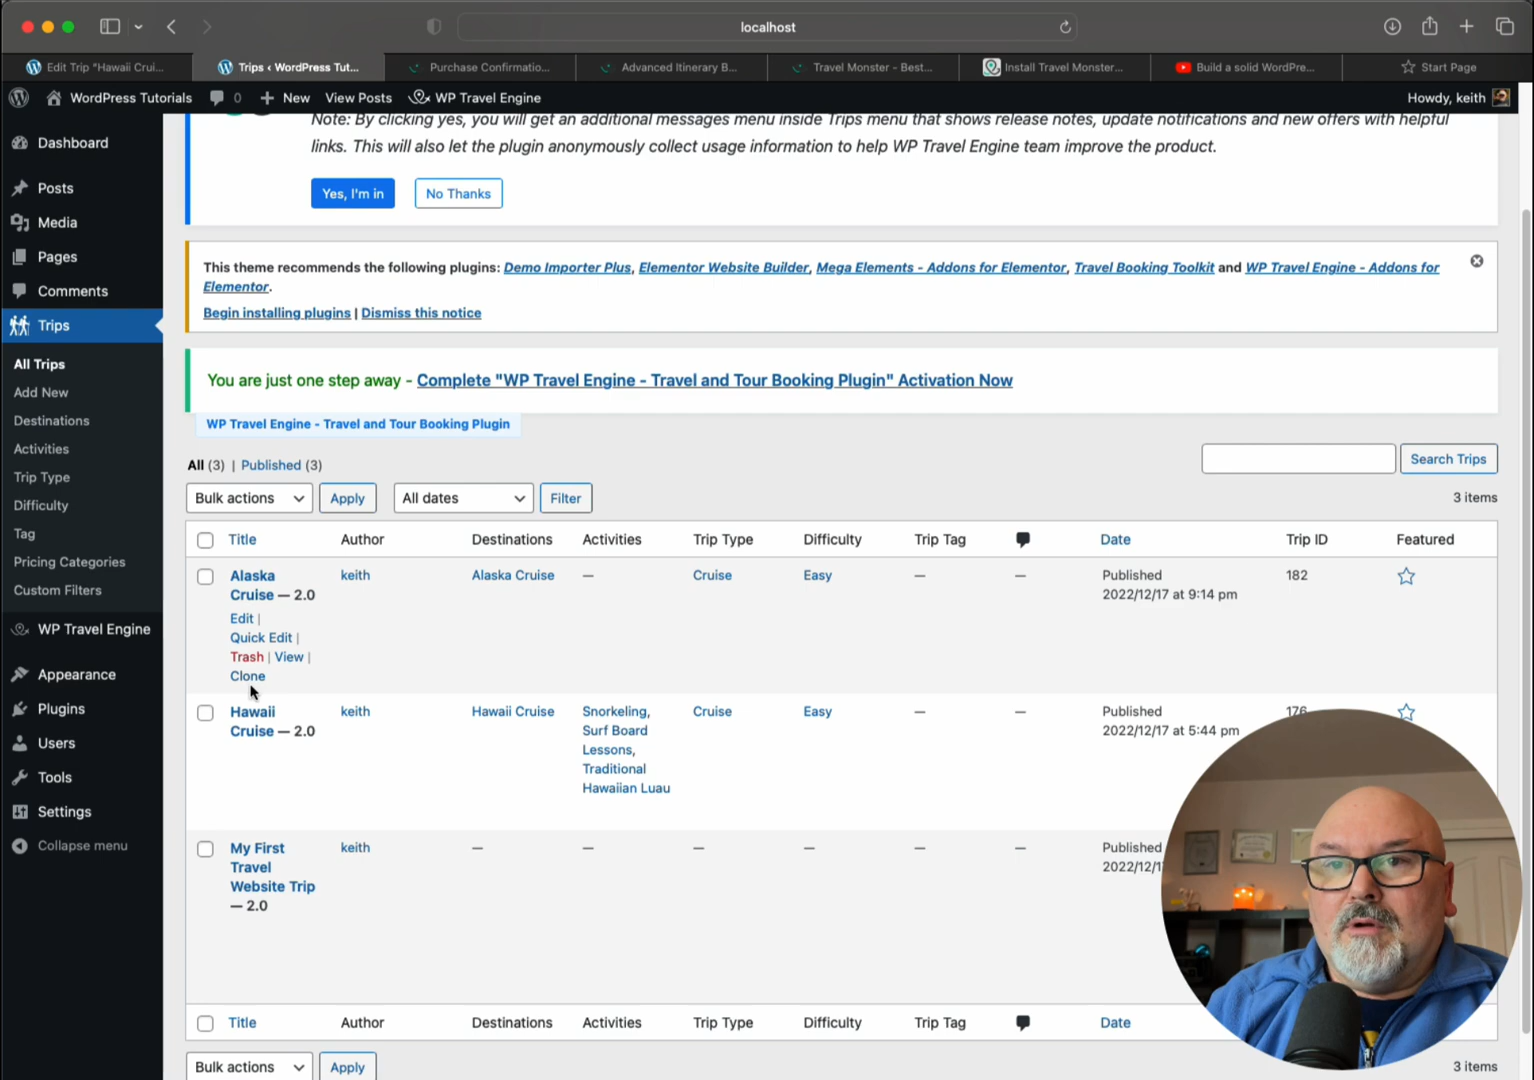 localhost
Edit Trip "Hawaii Crui...
Trips ‹ WordPress Tut...
Purchase Confirmatio...
Advanced Itinerary B...
Travel Monster - Best...
Install Travel Monster...
Build a solid WordPre...
Start Page
WordPress Tutorials
0
New
View Posts
WP Travel Engine
Howdy, keith
Dashboard
Posts
Media
Pages
Comments
Trips
All Trips
Add New
Destinations
Activities
Trip Type
Difficulty
Tag
Pricing Categories
Custom Filters
WP Travel Engine
Appearance
Plugins
Users
Tools
Settings
Collapse menu
Note: By clicking yes, you will get an additional messages menu inside Trips menu that shows release notes, update notifications and new offers with helpful
links. This will also let the plugin anonymously collect usage information to help WP Travel Engine team improve the product.
Yes, I'm in
No Thanks
This theme recommends the following plugins: Demo Importer Plus, Elementor Website Builder, Mega Elements - Addons for Elementor, Travel Booking Toolkit and WP Travel Engine - Addons for
Elementor.
Begin installing plugins | Dismiss this notice
You are just one step away - Complete "WP Travel Engine - Travel and Tour Booking Plugin" Activation Now
WP Travel Engine - Travel and Tour Booking Plugin
All (3) | Published (3)
Search Trips
Bulk actions
Apply
All dates
Filter
3 items
Title Author Destinations Activities Trip Type Difficulty Trip Tag Date Trip ID Featured
Alaska keith Alaska Cruise — Cruise Easy — — Published 182
Cruise — 2.0 2022/12/17 at 9:14 pm
Edit |
Quick Edit |
Trash | View |
Clone
Hawaii keith Hawaii Cruise Snorkeling, Cruise Easy — — Published 176
Cruise — 2.0 Surf Board 2022/12/17 at 5:44 pm
Lessons,
Traditional
Hawaiian Luau
My First keith — — — — — — Published
Travel 2022/12/1
Website Trip
— 2.0
Title Author Destinations Activities Trip Type Difficulty Trip Tag Date
Bulk actions
Apply
3 items